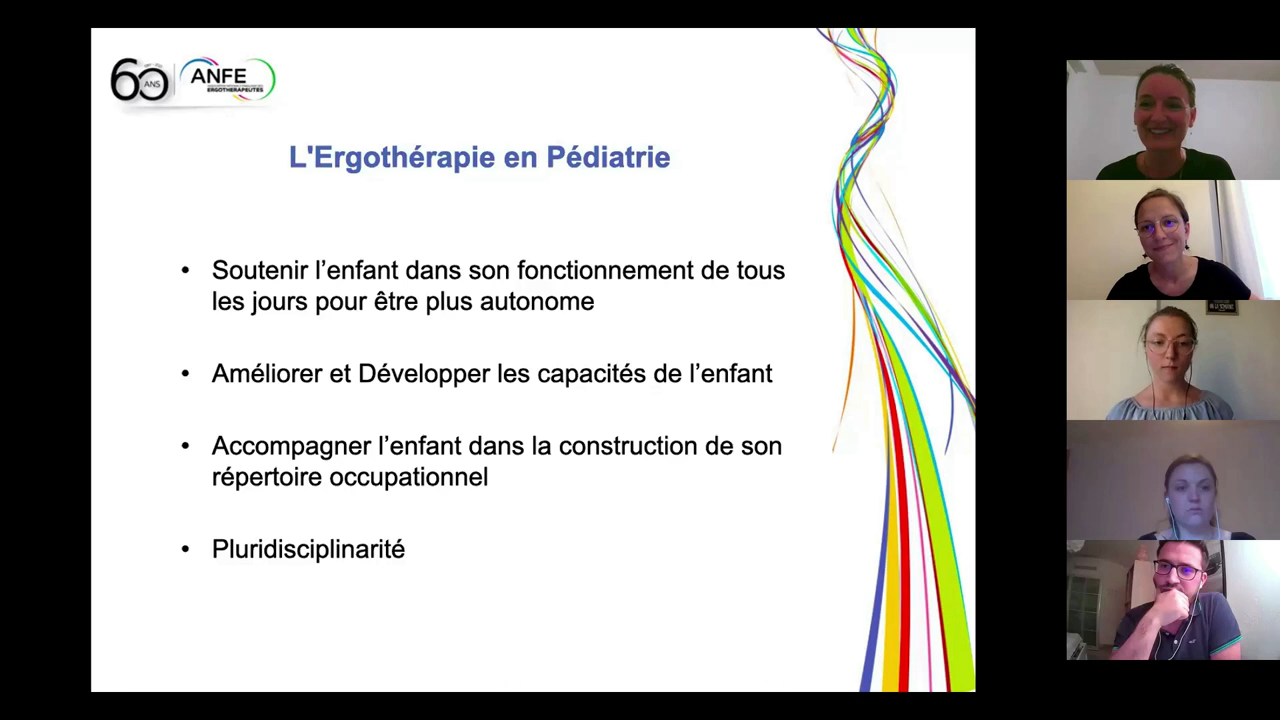 60 ANS
ANFE
ERGOTHÉRAPEUTES
L'Ergothérapie en Pédiatrie
• Soutenir l'enfant dans son fonctionnement de tous
les jours pour être plus autonome
• Améliorer et Développer les capacités de l'enfant
• Accompagner l'enfant dans la construction de son
répertoire occupationnel
• Pluridisciplinarité